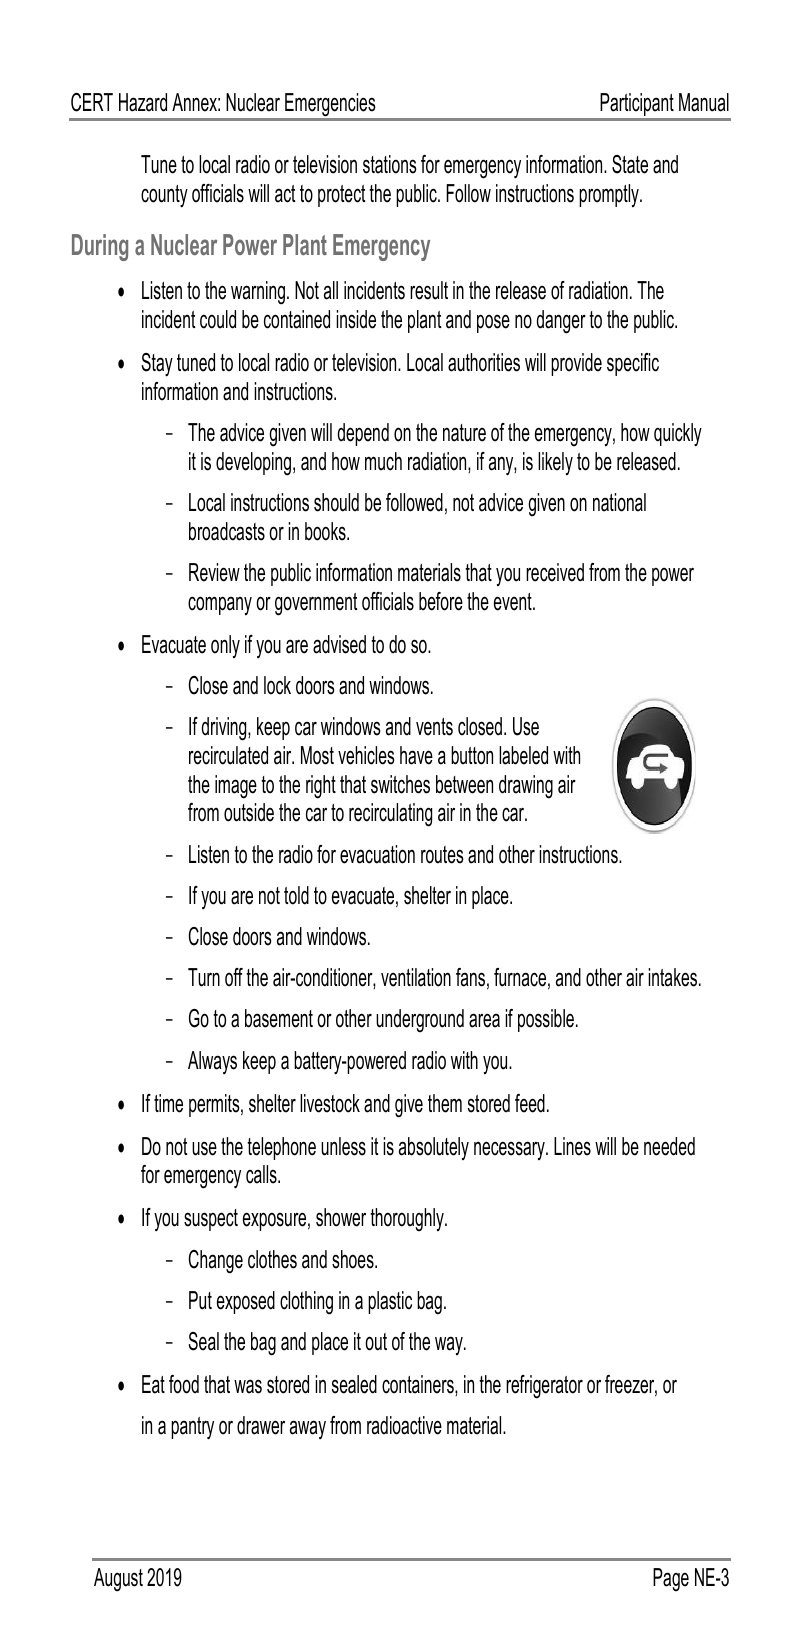 CERT Hazard Annex: Nuclear Emergencies Participant Manual
Tune to local radio or television stations for emergency information. State and
county officials will act to protect the public. Follow instructions promptly.
During a Nuclear Power Plant Emergency
• Listen to the warning. Not all incidents result in the release of radiation. The
incident could be contained inside the plant and pose no danger to the public.
• Stay tuned to local radio or television. Local authorities will provide specific
information and instructions.
- The advice given will depend on the nature of the emergency, how quickly
it is developing, and how much radiation, if any, is likely to be released.
- Local instructions should be followed, not advice given on national
broadcasts or in books.
- Review the public information materials that you received from the power
company or government officials before the event.
• Evacuate only if you are advised to do so.
- Close and lock doors and windows.
- If driving, keep car windows and vents closed. Use
recirculated air. Most vehicles have a button labeled with
the image to the right that switches between drawing air
from outside the car to recirculating air in the car.
- Listen to the radio for evacuation routes and other instructions.
- If you are not told to evacuate, shelter in place.
- Close doors and windows.
- Turn off the air-conditioner, ventilation fans, furnace, and other air intakes.
- Go to a basement or other underground area if possible.
- Always keep a battery-powered radio with you.
• If time permits, shelter livestock and give them stored feed.
• Do not use the telephone unless it is absolutely necessary. Lines will be needed
for emergency calls.
• If you suspect exposure, shower thoroughly.
- Change clothes and shoes.
- Put exposed clothing in a plastic bag.
- Seal the bag and place it out of the way.
• Eat food that was stored in sealed containers, in the refrigerator or freezer, or
in a pantry or drawer away from radioactive material.
August 2019 Page NE-3